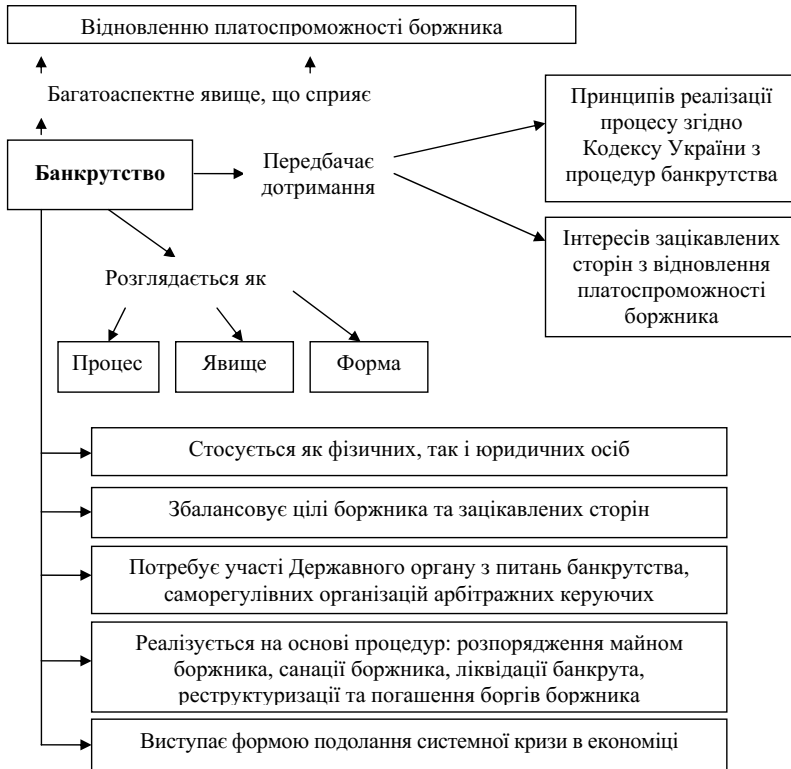 Відновленню платоспроможності боржника
Багатоаспектне явище, що сприяє
Банкрутство
Передбачає
дотримання
Принципів реалізації
процесу згідно
Кодексу України з
процедур банкрутства
Інтересів зацікавлених
сторін з відновлення
платоспроможності
боржника
Розглядається як
Процес
Явище
Форма
Стосується як фізичних, так і юридичних осіб
Збалансовує цілі боржника та зацікавлених сторін
Потребує участі Державного органу з питань банкрутства,
саморегулівних організацій арбітражних керуючих
Реалізується на основі процедур: розпорядження майном
боржника, санації боржника, ліквідації банкрута,
реструктуризації та погашення боргів боржника
Виступає формою подолання системної кризи в економіці